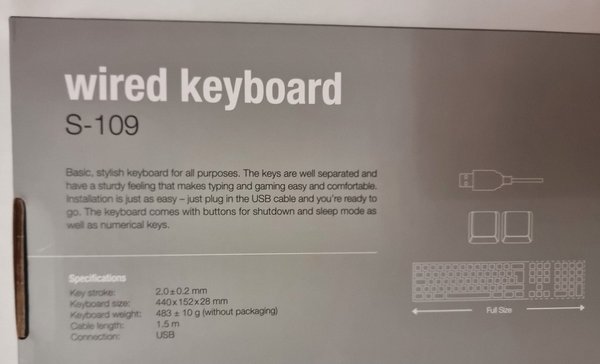 wired keyboard
S-109
Basic, stylish keyboard for all purposes. The keys are well separated and
have a sturdy feeling that makes typing and gaming easy and comfortable.
Installation is just as easy – just plug in the USB cable and you're ready to
go. The keyboard comes with buttons for shutdown and sleep mode as
well as numerical keys.
Specifications
Key stroke: 2.0±0.2 mm
Keyboard size: 440x152x28 mm
Keyboard weight: 483 ± 10 g (without packaging)
Cable length: 1.5 m
Connection: USB
Full Size